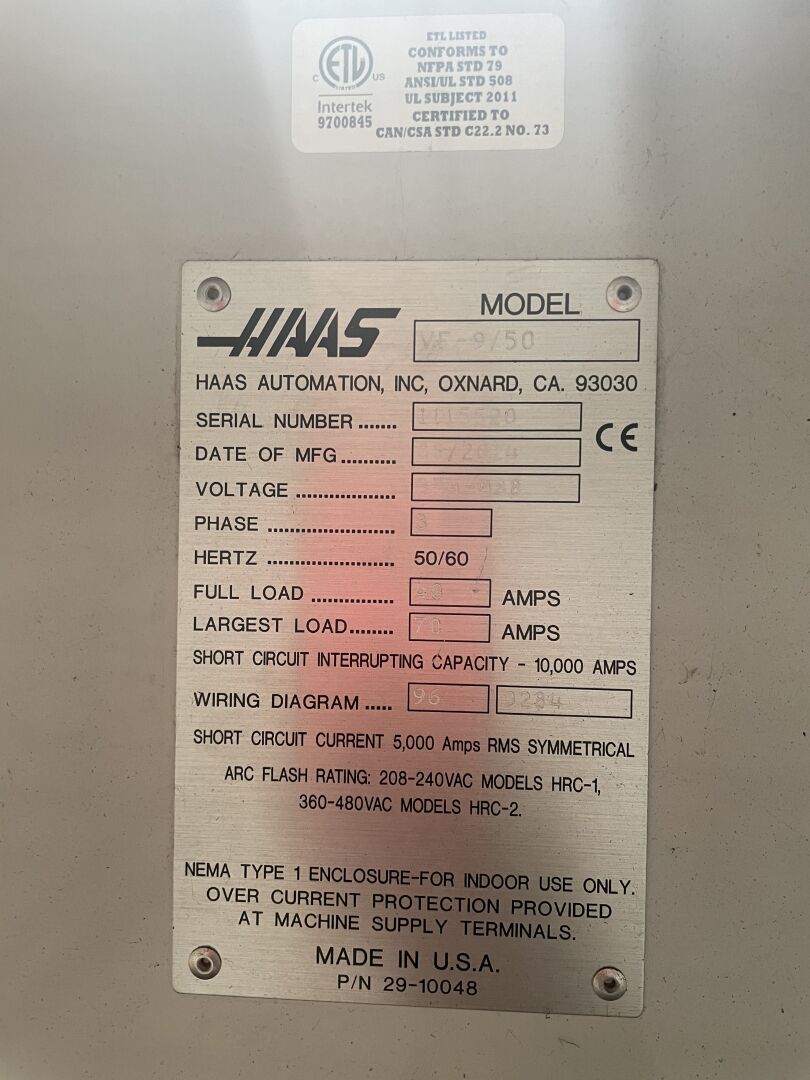 ETL LISTED
CONFORMS TO
NFPA STD 79
ANSI/UL STD 508
UL SUBJECT 2011
CERTIFIED TO
CAN/CSA STD C22.2 NO. 73
C ETL US
LISTED
Intertek
9700845
HAAS
MODEL
VF-9/50
HAAS AUTOMATION, INC, OXNARD, CA. 93030
SERIAL NUMBER ....... 1115520
CE
DATE OF MFG..........
VOLTAGE ..................
PHASE ....................... 3
HERTZ ....................... 50/60
FULL LOAD ............... 40 AMPS
LARGEST LOAD........ 70 AMPS
SHORT CIRCUIT INTERRUPTING CAPACITY - 10,000 AMPS
WIRING DIAGRAM ..... 96 0284
SHORT CIRCUIT CURRENT 5,000 Amps RMS SYMMETRICAL
ARC FLASH RATING: 208-240VAC MODELS HRC-1,
360-480VAC MODELS HRC-2.
NEMA TYPE 1 ENCLOSURE-FOR INDOOR USE ONLY.
OVER CURRENT PROTECTION PROVIDED
AT MACHINE SUPPLY TERMINALS.
MADE IN U.S.A.
P/N 29-10048